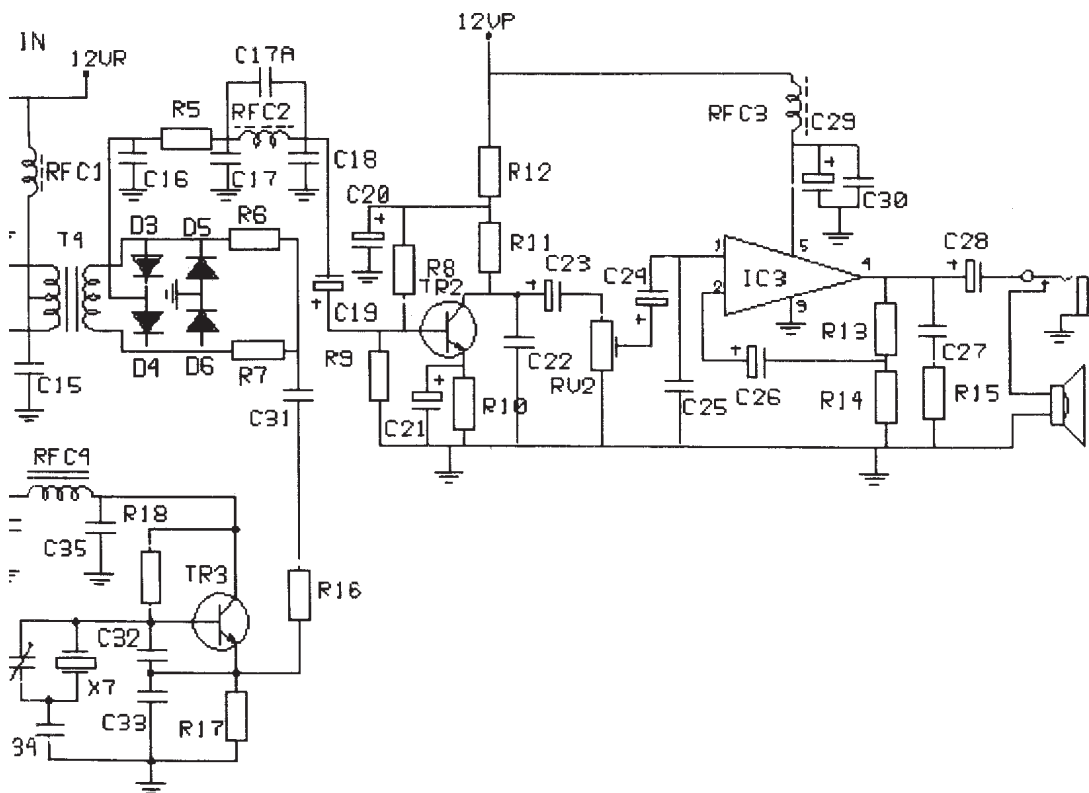 12VP
IN
12VR
C17A
R5
RFC2
RFC3
C29
RFC1
C16
C17
C18
C20
R12
C30
D3
D5
R6
T4
R11
R8
TR2
C23
C24
1
5
IC3
4
C28
2
9
C19
R13
D4
D6
R7
R9
C22
RV2
C27
C15
C31
C21
R10
C25
C26
R14
R15
RFC4
R18
C35
TR3
R16
C32
X7
C33
R17
34